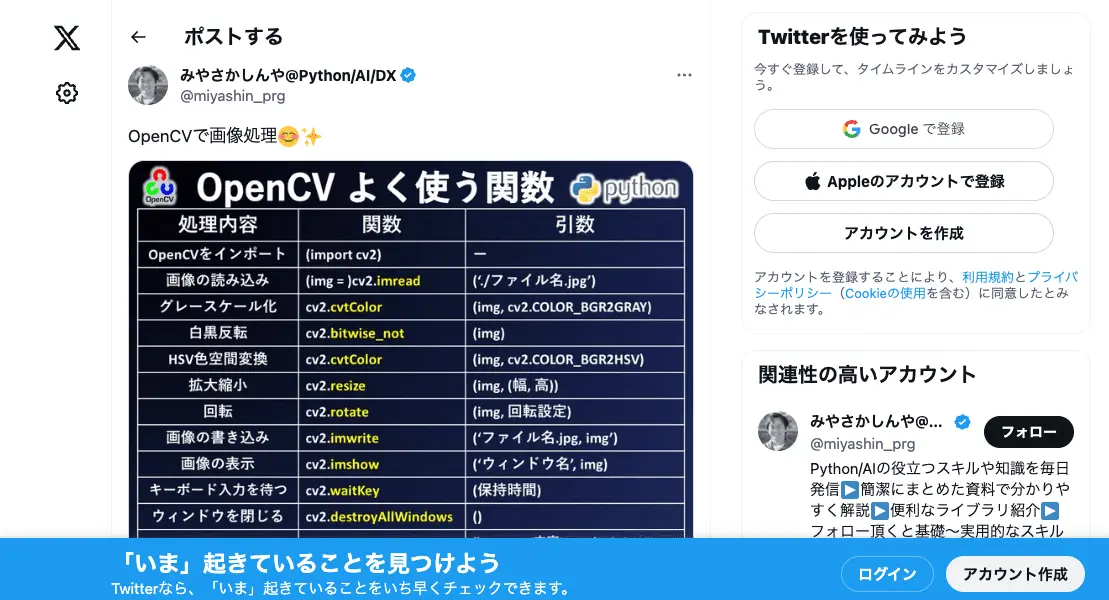 ポストする
みやさかしんや@Python/AI/DX
@miyashin_prg
OpenCVで画像処理😊✨
OpenCV
OpenCV よく使う関数
python
処理内容 関数 引数
OpenCVをインポート (import cv2) ー
画像の読み込み (img = )cv2.imread (‘./ファイル名.jpg’)
グレースケール化 cv2.cvtColor (img, cv2.COLOR_BGR2GRAY)
白黒反転 cv2.bitwise_not (img)
HSV色空間変換 cv2.cvtColor (img, cv2.COLOR_BGR2HSV)
拡大縮小 cv2.resize (img, (幅, 高))
回転 cv2.rotate (img, 回転設定)
画像の書き込み cv2.imwrite (‘ファイル名.jpg, img’)
画像の表示 cv2.imshow (‘ウィンドウ名’, img)
キーボード入力を待つ cv2.waitKey (保持時間)
ウィンドウを閉じる cv2.destroyAllWindows ()
Twitterを使ってみよう
今すぐ登録して、タイムラインをカスタマイズしましょ
う。
Google で登録
Appleのアカウントで登録
アカウントを作成
アカウントを登録することにより、利用規約とプライバ
シーポリシー（Cookieの使用を含む）に同意したとみ
なされます。
関連性の高いアカウント
みやさかしんや@...
@miyashin_prg
フォロー
Python/AIの役立つスキルや知識を毎日
発信▶️簡潔にまとめた資料で分かりや
すく解説▶️便利なライブラリ紹介▶️
フォロー頂くと基礎〜実用的なスキル
「いま」起きていることを見つけよう
Twitterなら、「いま」起きていることをいち早くチェックできます。
ログイン
アカウント作成